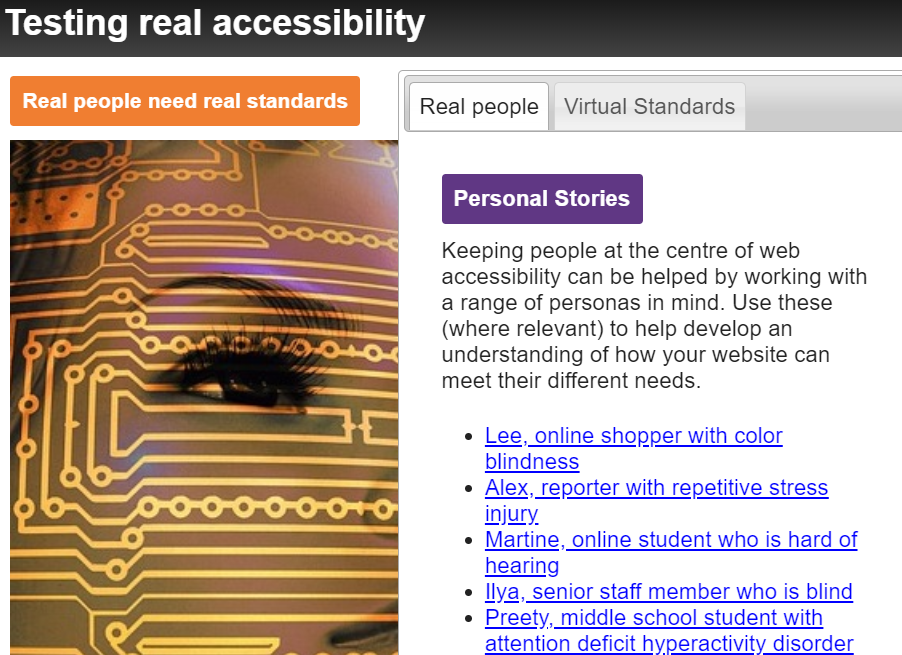 Testing real accessibility
Real people need real standards
Real people
Virtual Standards
Personal Stories
Keeping people at the centre of web
accessibility can be helped by working with
a range of personas in mind. Use these
(where relevant) to help develop an
understanding of how your website can
meet their different needs.
Lee, online shopper with color
blindness
Alex, reporter with repetitive stress
injury
Martine, online student who is hard of
hearing
Ilya, senior staff member who is blind
Preety, middle school student with
attention deficit hyperactivity disorder